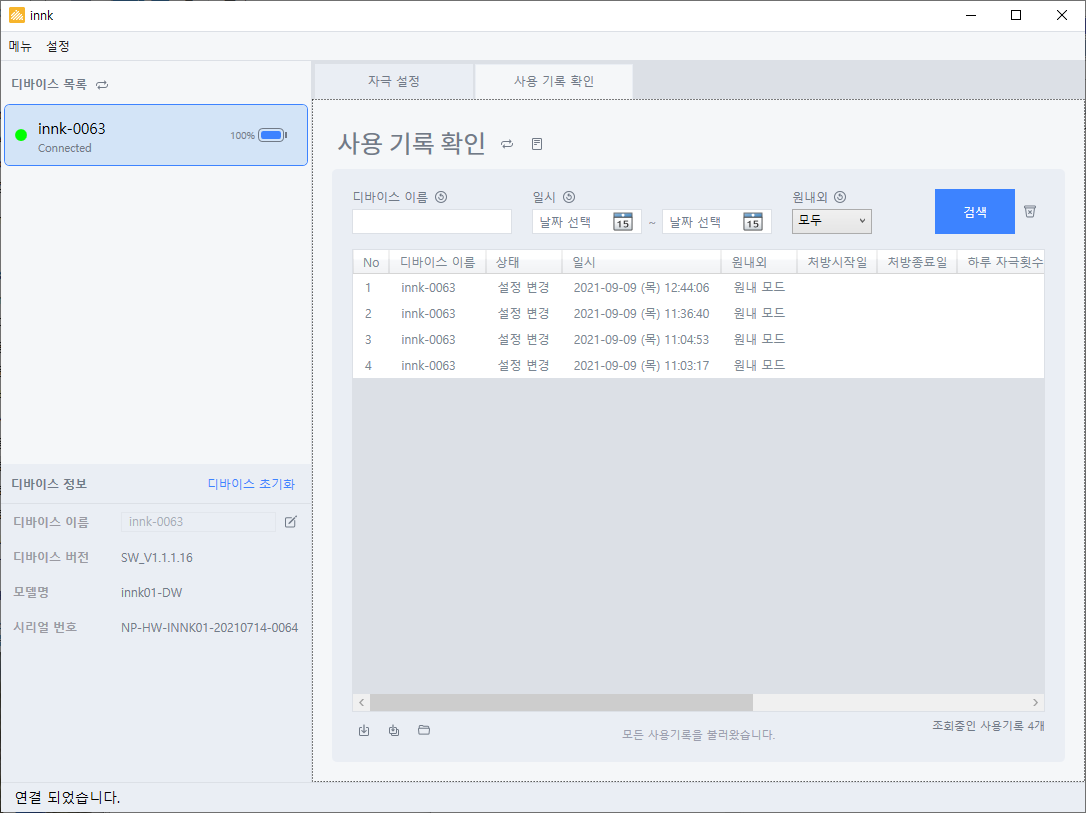 innk
메뉴 설정
디바이스 목록
innk-0063
Connected
100%
디바이스 정보 디바이스 초기화
디바이스 이름 innk-0063
디바이스 버전 SW_V1.1.1.16
모델명 innk01-DW
시리얼 번호 NP-HW-INNK01-20210714-0064
자극 설정 사용 기록 확인
사용 기록 확인
디바이스 이름 일시 원내외
날짜 선택 15 ~ 날짜 선택 15 모두 검색
No 디바이스 이름 상태 일시 원내외 처방시작일 처방종료일 하루 자극횟수
1 innk-0063 설정 변경 2021-09-09 (목) 12:44:06 원내 모드
2 innk-0063 설정 변경 2021-09-09 (목) 11:36:40 원내 모드
3 innk-0063 설정 변경 2021-09-09 (목) 11:04:53 원내 모드
4 innk-0063 설정 변경 2021-09-09 (목) 11:03:17 원내 모드
조회중인 사용기록 4개
모든 사용기록을 불러왔습니다.
연결 되었습니다.